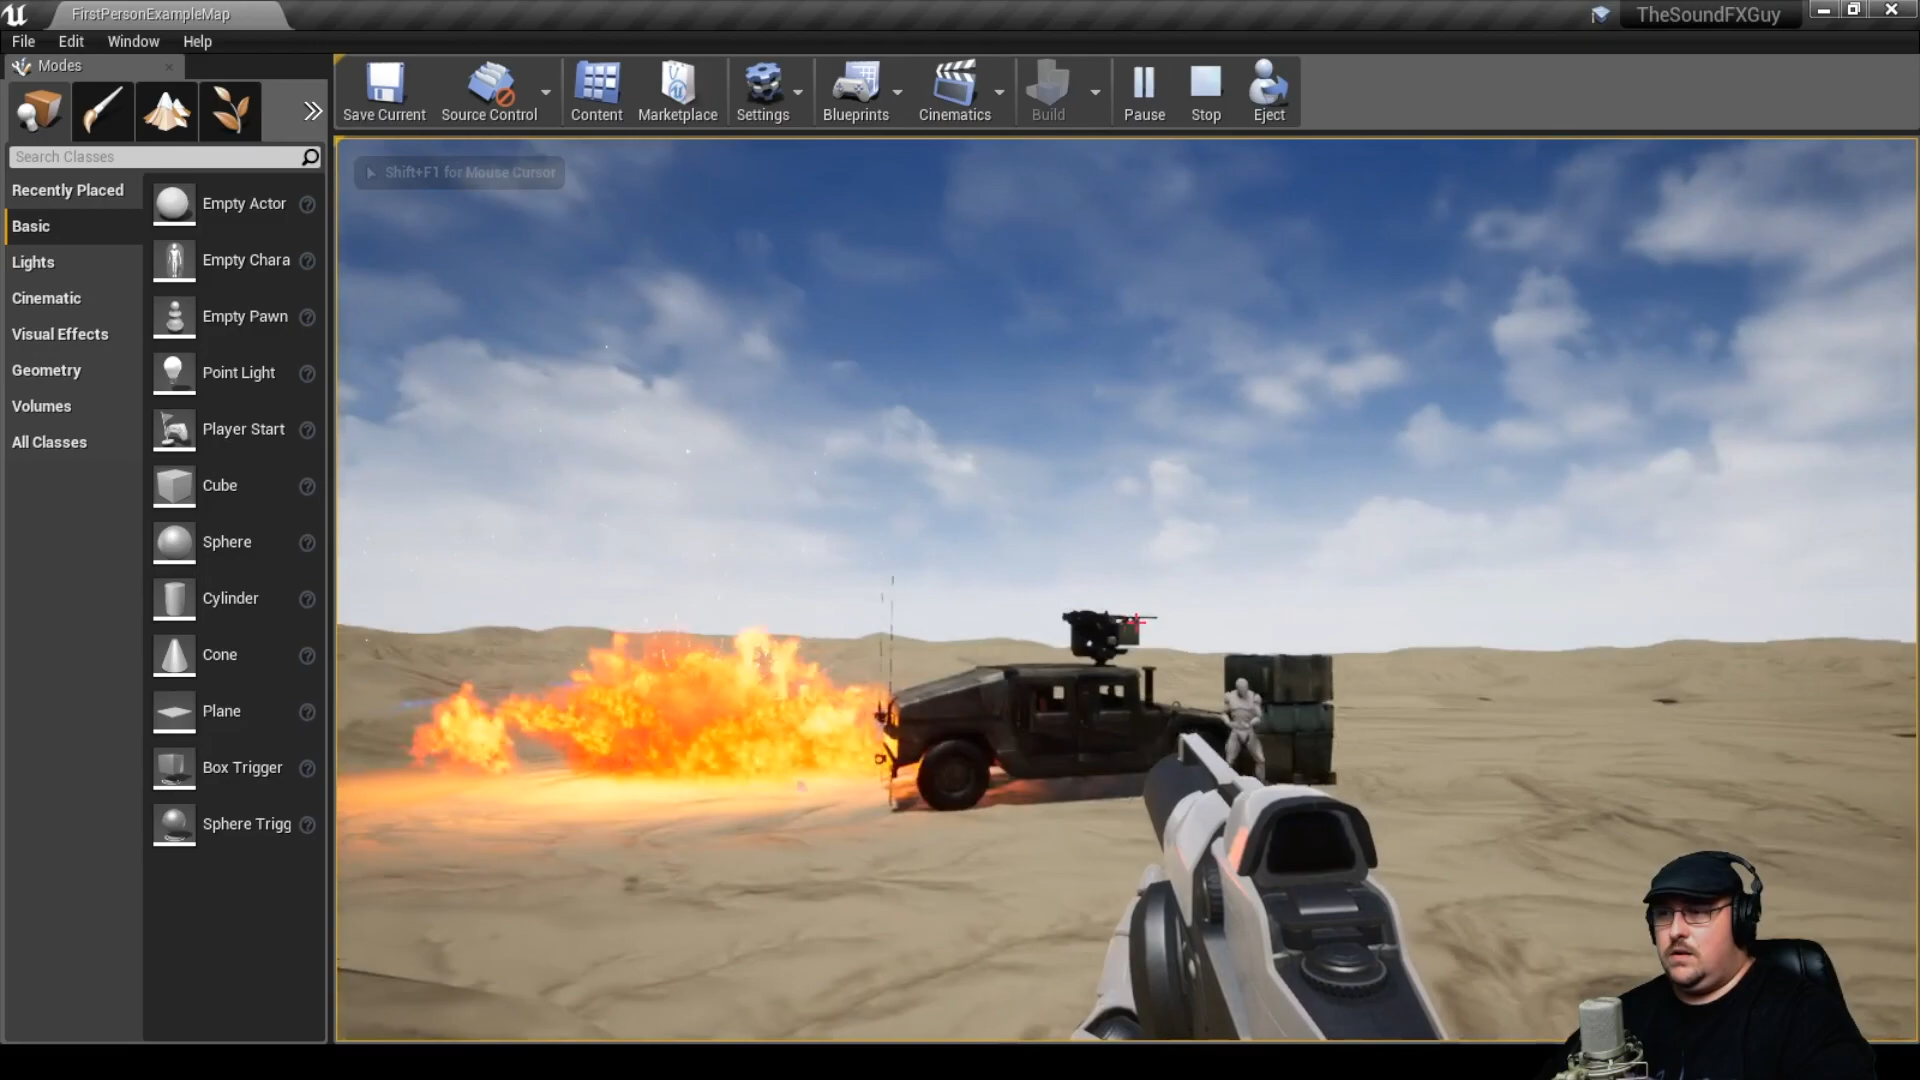 FirstPersonExampleMap
TheSoundFXGuy
File Edit Window Help
Modes
Save Current
Source Control
Content
Marketplace
Settings
Blueprints
Cinematics
Build
Pause
Stop
Eject
Search Classes
Shift+F1 for Mouse Cursor
Recently Placed
Basic
Lights
Cinematic
Visual Effects
Geometry
Volumes
All Classes
Empty Actor
Empty Chara
Empty Pawn
Point Light
Player Start
Cube
Sphere
Cylinder
Cone
Plane
Box Trigger
Sphere Trigg